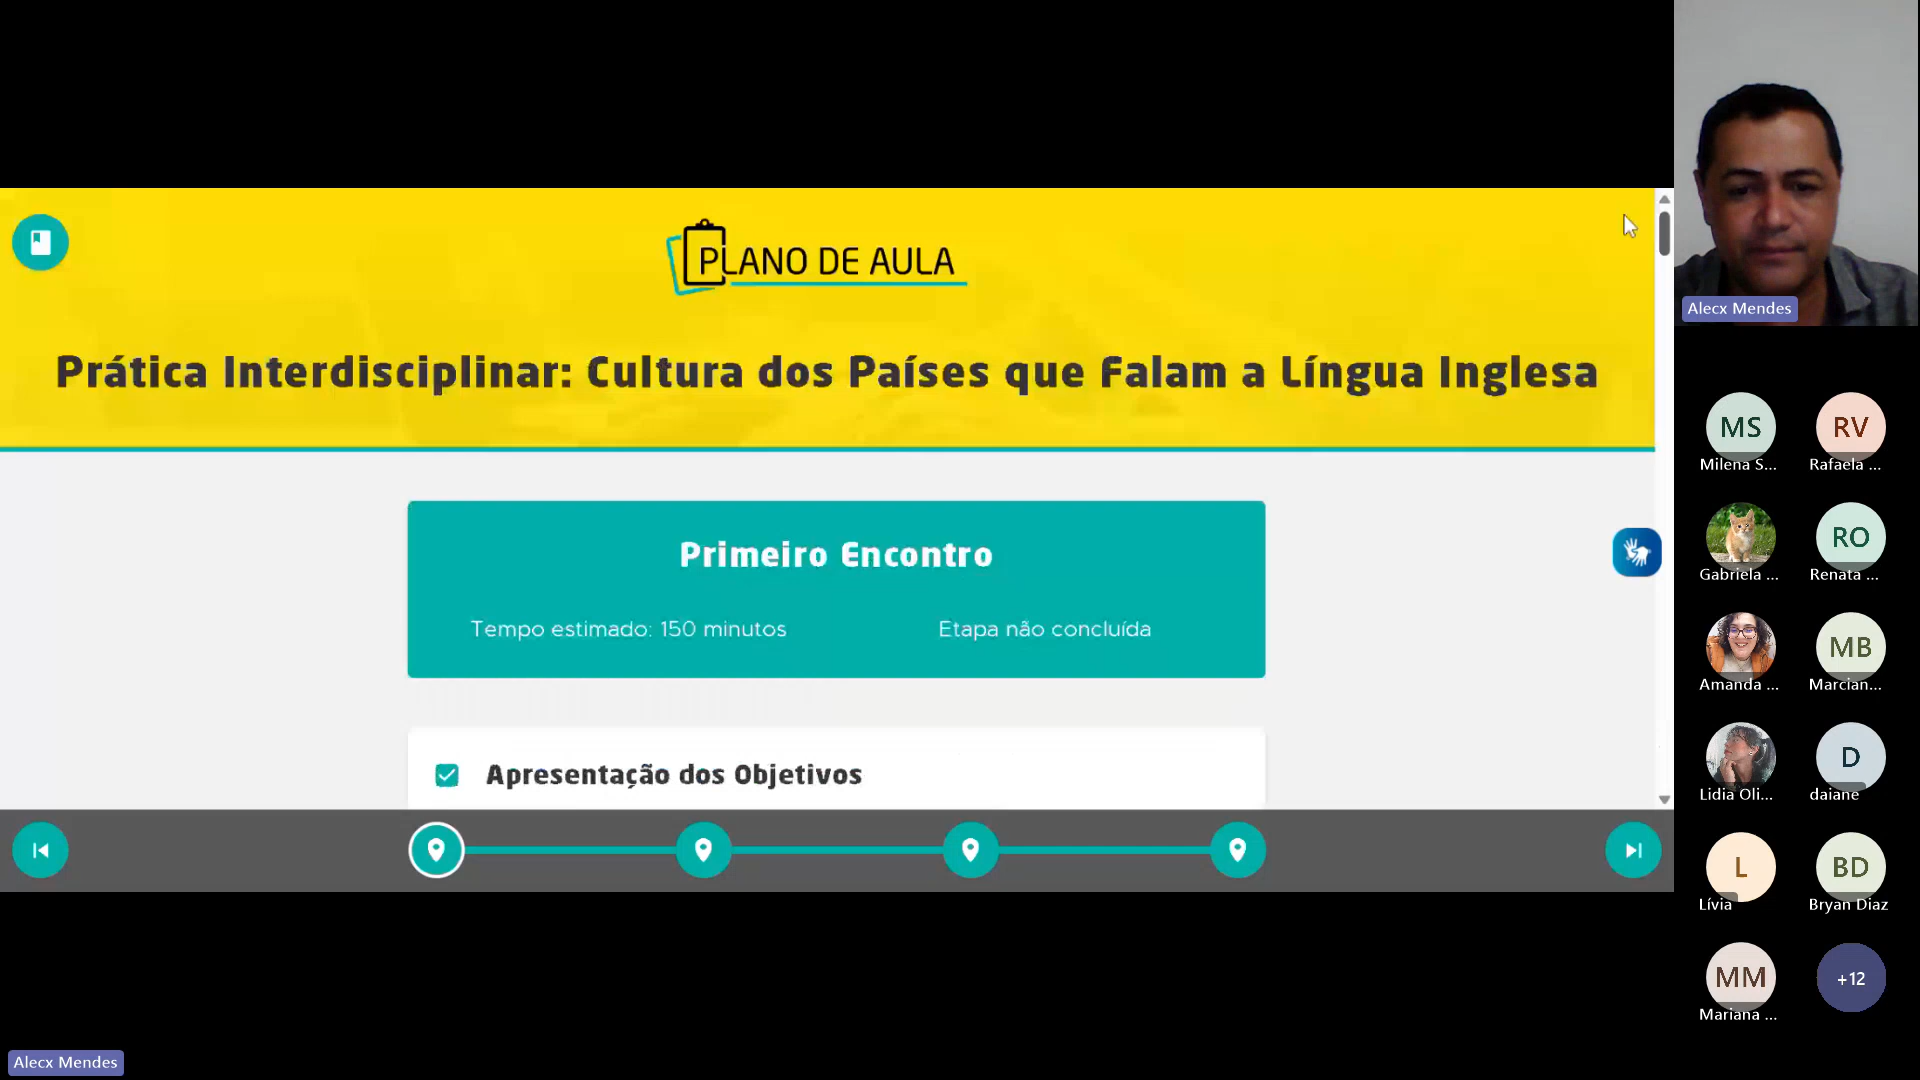 PLANO DE AULA
Prática Interdisciplinar: Cultura dos Países que Falam a Língua Inglesa
Primeiro Encontro
Tempo estimado: 150 minutos
Etapa não concluída
Apresentação dos Objetivos
Alecx Mendes
MS
Milena S...
RV
Rafaela ...
Gabriela ...
RO
Renata ...
Amanda ...
MB
Marcian...
Lidia Oli...
D
daiane
L
Lívia
BD
Bryan Diaz
MM
Mariana ...
+12
Alecx Mendes